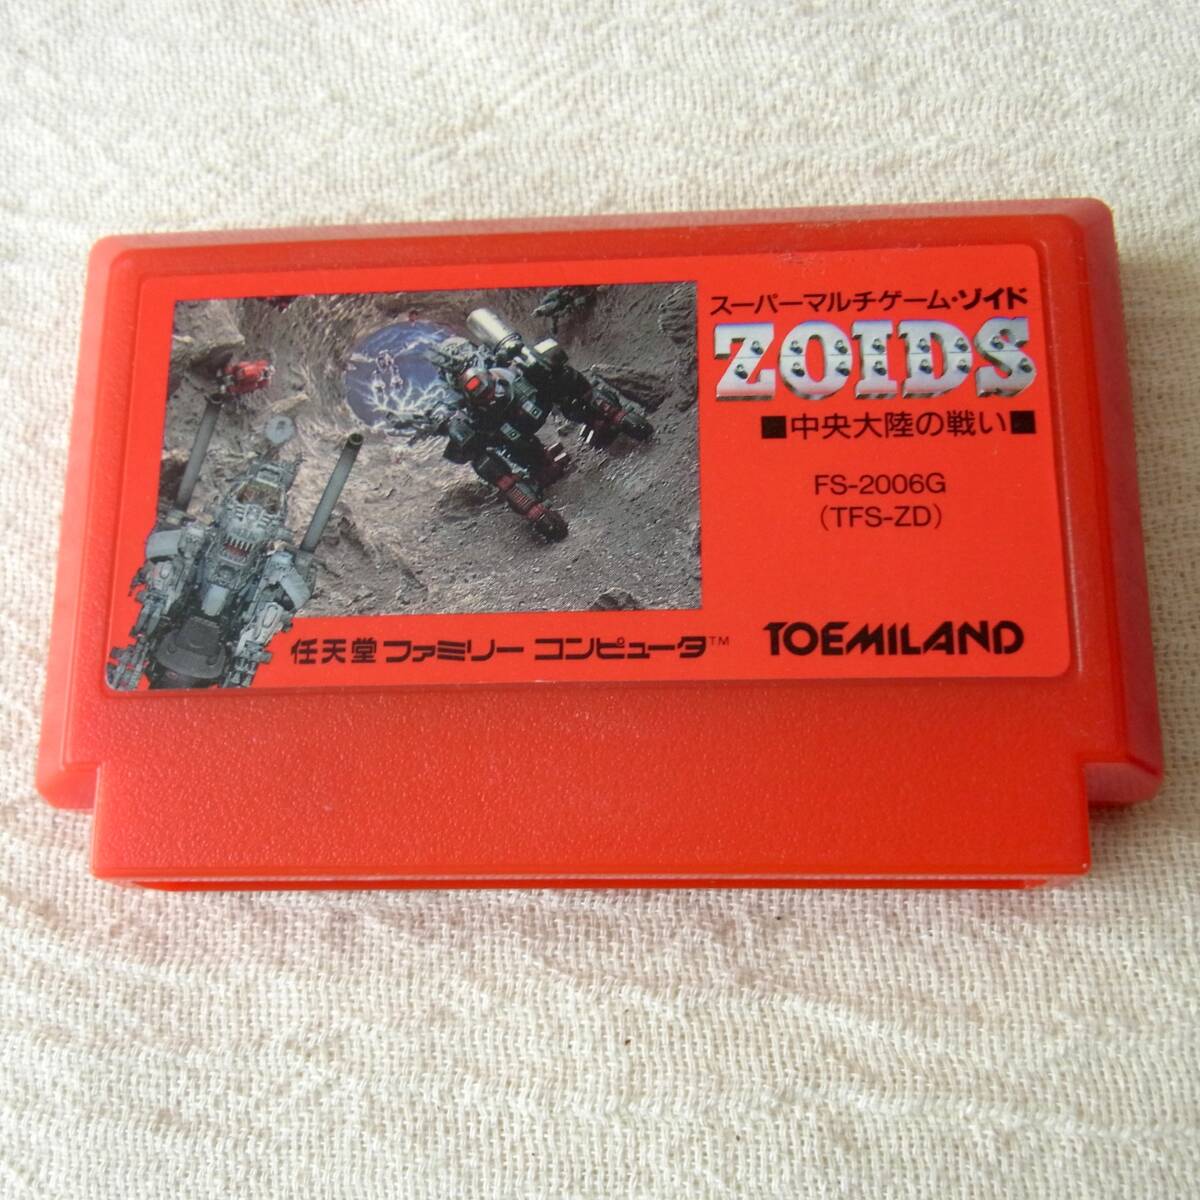 スーパーマルチゲーム・ゾイド
ZOIDS
■中央大陸の戦い■
FS-2006G
(TFS-ZD)
任天堂 ファミリー コンピュータ™
TOEMILAND